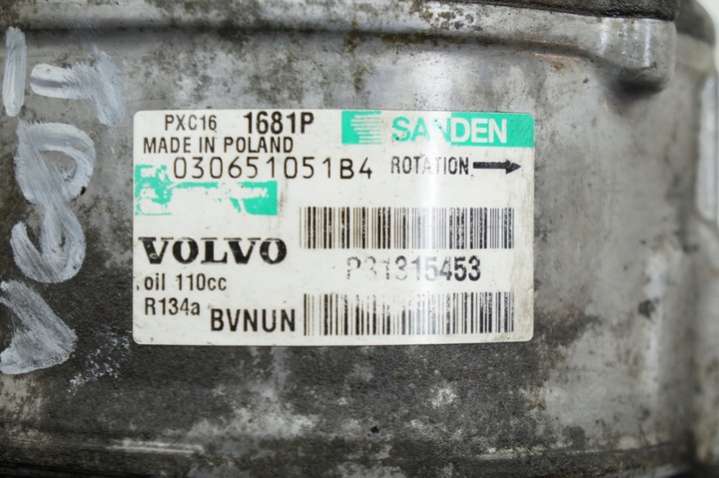 PXC16 1681P SANDEN
MADE IN POLAND
030651051B4 ROTATION
VOLVO
P31315453
oil 110cc
R134a
BVNUN